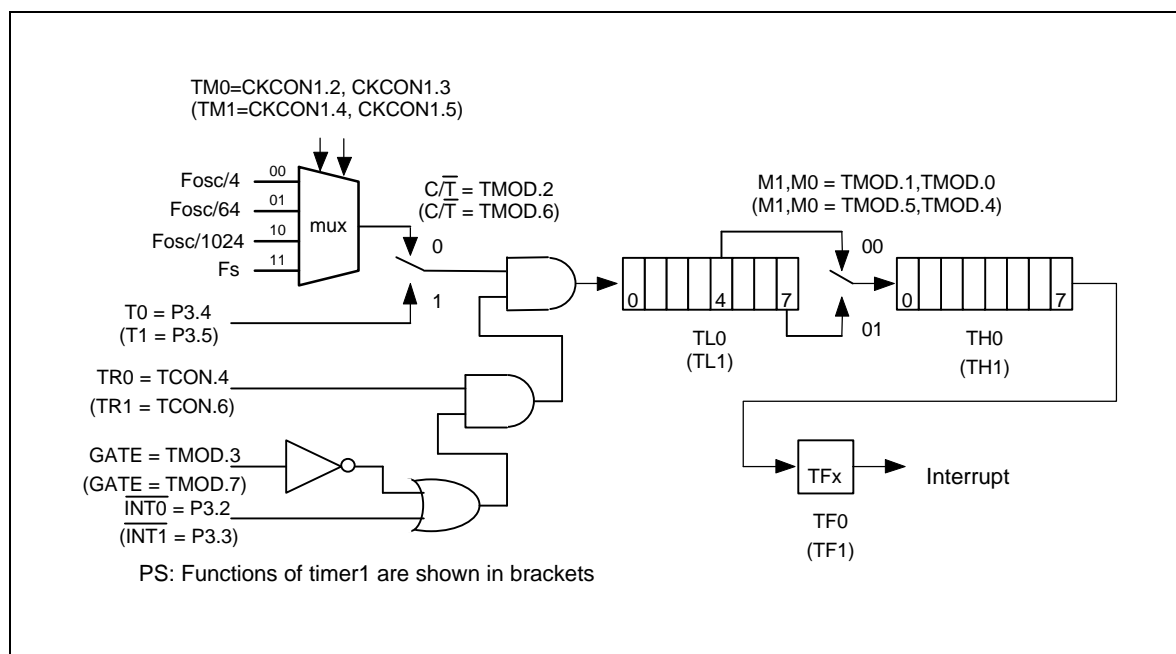 TM0=CKCON1.2, CKCON1.3
(TM1=CKCON1.4, CKCON1.5)
Fosc/4
00
Fosc/64
01
Fosc/1024
10
Fs
11
mux
C/T̅ = TMOD.2
(C/T̅ = TMOD.6)
0
1
M1,M0 = TMOD.1,TMOD.0
(M1,M0 = TMOD.5,TMOD.4)
00
01
T0 = P3.4
(T1 = P3.5)
0 4 7
TL0
(TL1)
0 7
TH0
(TH1)
TR0 = TCON.4
(TR1 = TCON.6)
GATE = TMOD.3
(GATE = TMOD.7)
I̅N̅T̅0̅ = P3.2
(I̅N̅T̅1̅ = P3.3)
TFx
Interrupt
TF0
(TF1)
PS: Functions of timer1 are shown in brackets